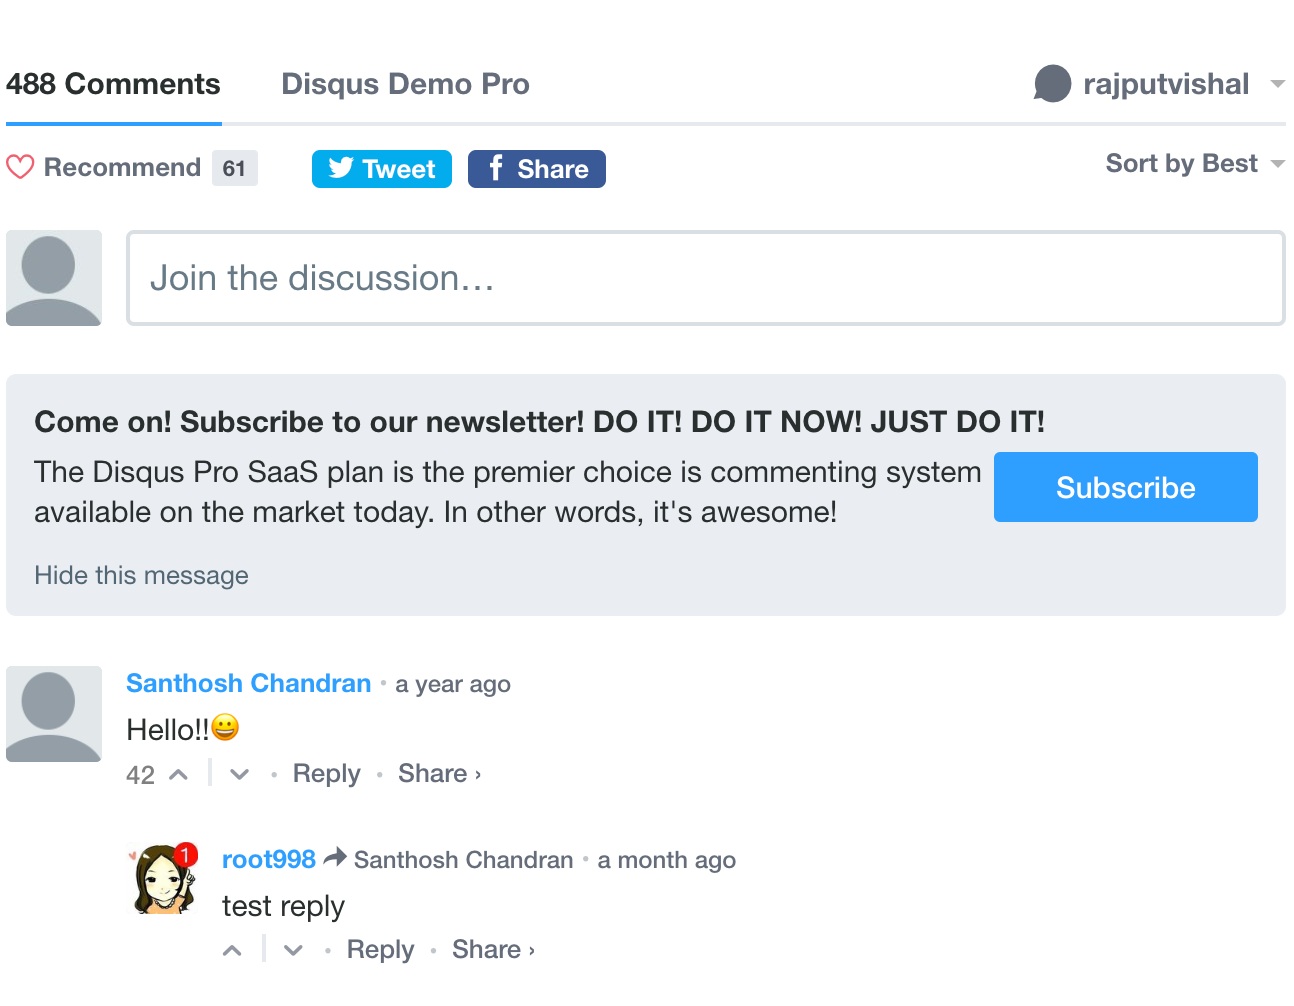 488 Comments Disqus Demo Pro rajputvishal
Recommend 61 Tweet f Share Sort by Best
Join the discussion…
Come on! Subscribe to our newsletter! DO IT! DO IT NOW! JUST DO IT!
The Disqus Pro SaaS plan is the premier choice is commenting system
available on the market today. In other words, it's awesome!
Subscribe
Hide this message
Santhosh Chandran • a year ago
Hello!!😀
42 • Reply • Share ›
1
root998 Santhosh Chandran • a month ago
test reply
• Reply • Share ›